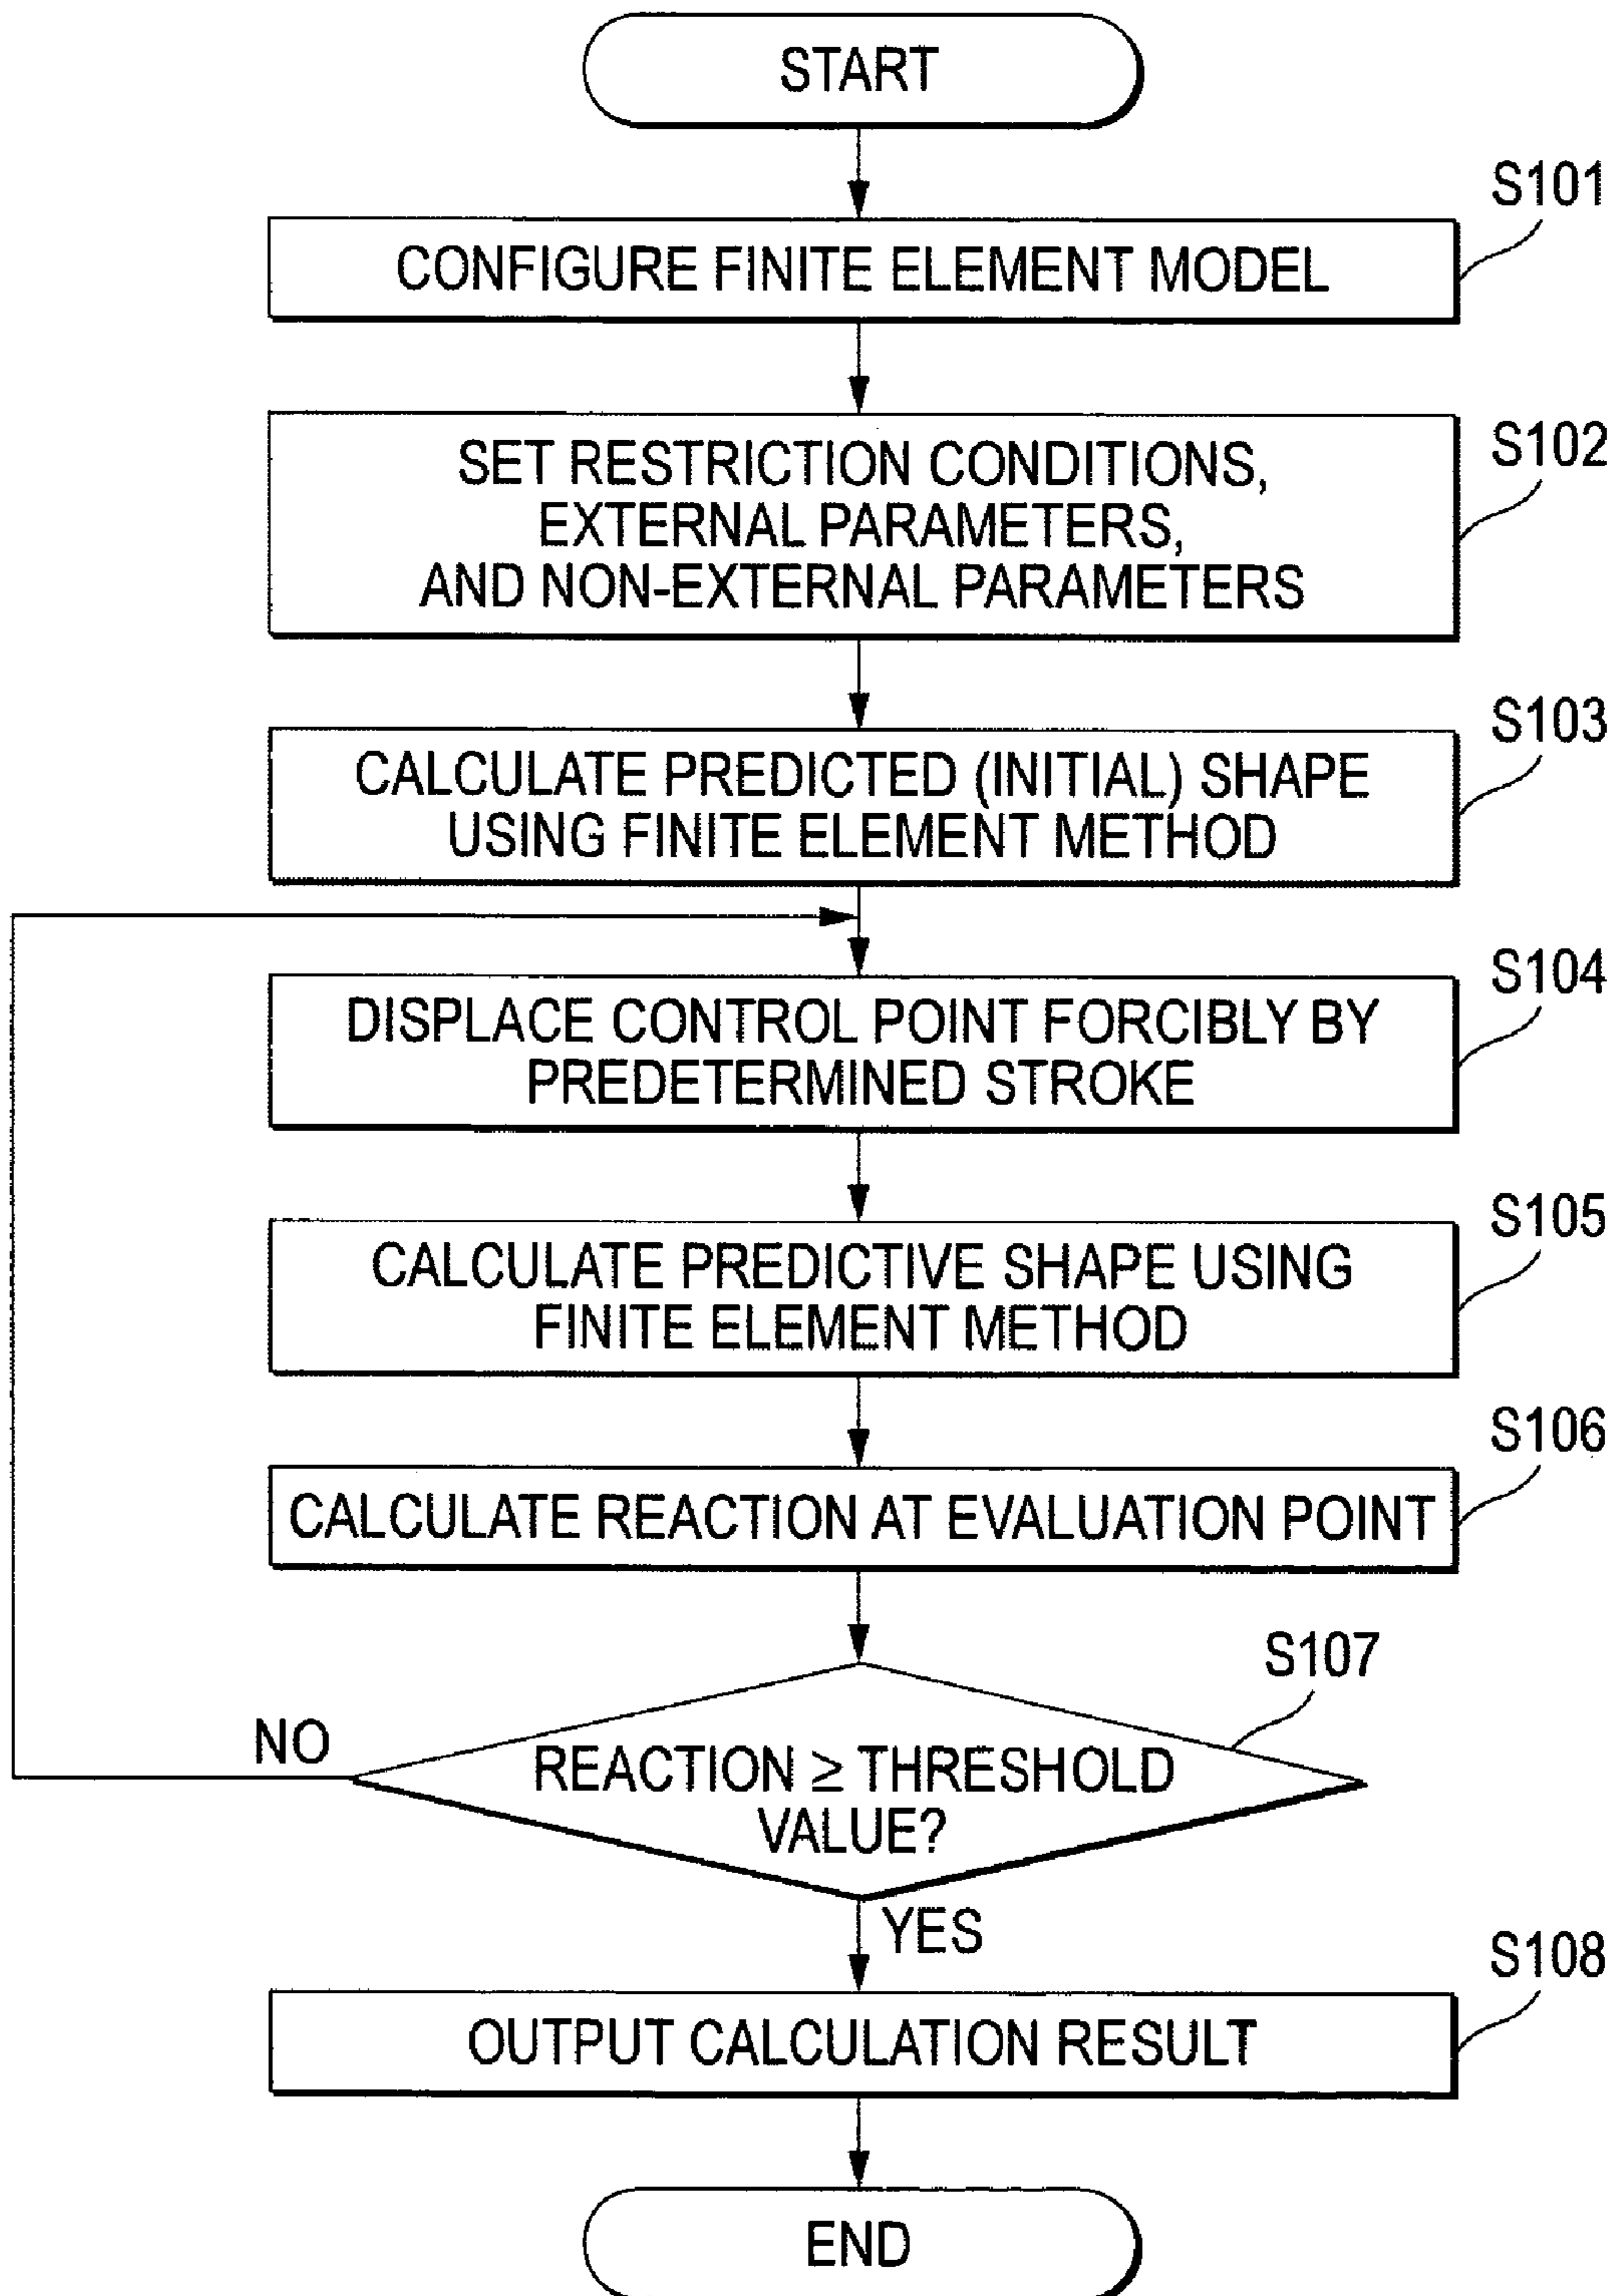 START
S101
CONFIGURE FINITE ELEMENT MODEL
S102
SET RESTRICTION CONDITIONS,
EXTERNAL PARAMETERS,
AND NON-EXTERNAL PARAMETERS
S103
CALCULATE PREDICTED (INITIAL) SHAPE
USING FINITE ELEMENT METHOD
S104
DISPLACE CONTROL POINT FORCIBLY BY
PREDETERMINED STROKE
S105
CALCULATE PREDICTIVE SHAPE USING
FINITE ELEMENT METHOD
S106
CALCULATE REACTION AT EVALUATION POINT
S107
NO
REACTION ≥ THRESHOLD
VALUE?
YES
S108
OUTPUT CALCULATION RESULT
END